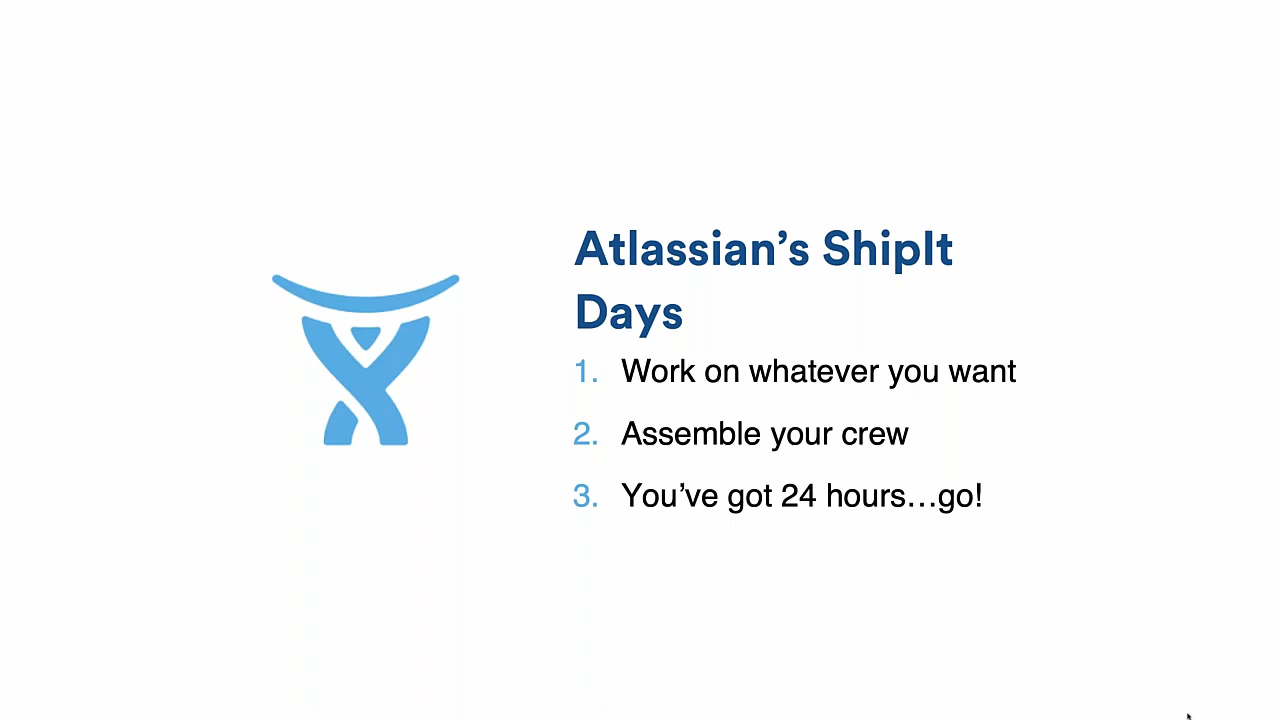 Atlassian’s ShipIt
Days
1. Work on whatever you want
2. Assemble your crew
3. You’ve got 24 hours…go!